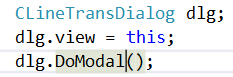 CLineTransDialog dlg;
dlg.view = this;
dlg.DoModal();